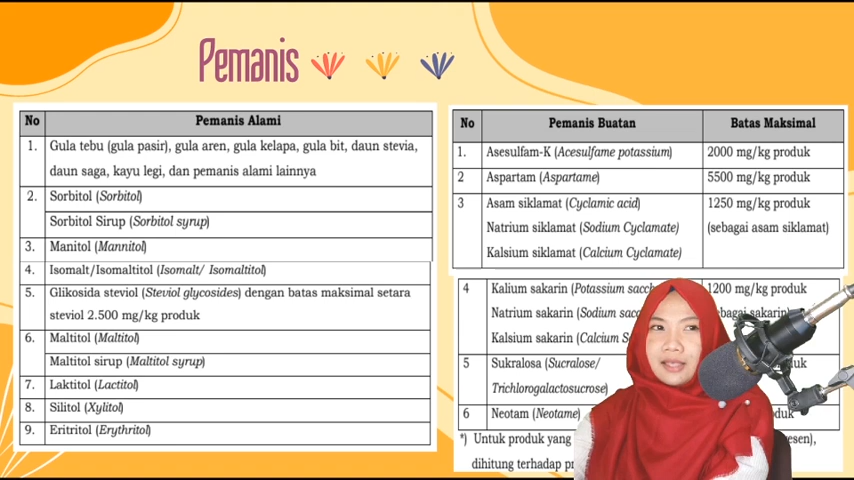 Pemanis
No Pemanis Alami
1. Gula tebu (gula pasir), gula aren, gula kelapa, gula bit, daun stevia,
daun saga, kayu legi, dan pemanis alami lainnya
2. Sorbitol (Sorbitol)
Sorbitol Sirup (Sorbitol syrup)
3. Manitol (Mannitol)
4. Isomalt/Isomaltitol (Isomalt/ Isomaltitol)
5. Glikosida steviol (Steviol glycosides) dengan batas maksimal setara
steviol 2.500 mg/kg produk
6. Maltitol (Maltitol)
Maltitol sirup (Maltitol syrup)
7. Laktitol (Lactitol)
8. Silitol (Xylitol)
9. Eritritol (Erythritol)
No Pemanis Buatan Batas Maksimal
1. Asesulfam-K (Acesulfame potassium) 2000 mg/kg produk
2 Aspartam (Aspartame) 5500 mg/kg produk
3 Asam siklamat (Cyclamic acid) 1250 mg/kg produk
Natrium siklamat (Sodium Cyclamate) (sebagai asam siklamat)
Kalsium siklamat (Calcium Cyclamate)
4 Kalium sakarin (Potassium 1200 mg/kg produk
Natrium sakarin (Sodium sebagai sakarin)
Kalsium sakarin (Calcium
5 Sukralosa (Sucralose/
Trichlorogalactosucrose)
6 Neotam (Neotame)
*) Untuk produk yang
dihitung terhadap